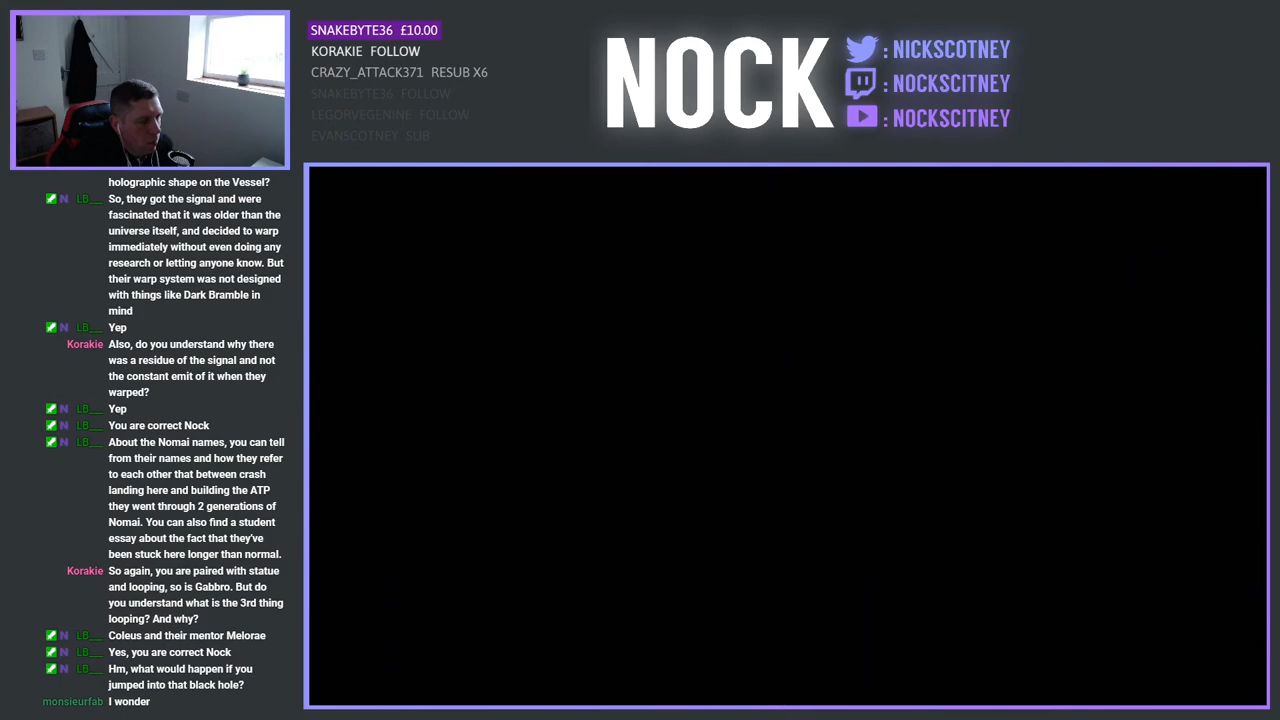 SNAKEBYTE36 £10.00
KORAKIE FOLLOW
CRAZY_ATTACK371 RESUB X6
SNAKEBYTE36 FOLLOW
LEGORVEGENINE FOLLOW
EVANSCOTNEY SUB
NOCK
: NICKSCOTNEY
: NOCKSCITNEY
: NOCKSCITNEY
holographic shape on the Vessel?
N LB__ So, they got the signal and were
fascinated that it was older than the
universe itself, and decided to warp
immediately without even doing any
research or letting anyone know. But
their warp system was not designed
with things like Dark Bramble in
mind
N LB__ Yep
Korakie Also, do you understand why there
was a residue of the signal and not
the constant emit of it when they
warped?
N LB__ Yep
N LB__ You are correct Nock
N LB__ About the Nomai names, you can tell
from their names and how they refer
to each other that between crash
landing here and building the ATP
they went through 2 generations of
Nomai. You can also find a student
essay about the fact that they've
been stuck here longer than normal.
Korakie So again, you are paired with statue
and looping, so is Gabbro. But do
you understand what is the 3rd thing
looping? And why?
N LB__ Coleus and their mentor Melorae
N LB__ Yes, you are correct Nock
N LB__ Hm, what would happen if you
jumped into that black hole?
monsieurfab I wonder